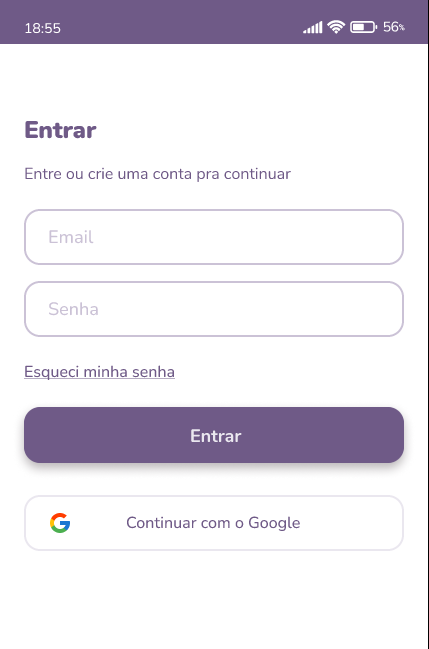 18:55
56%
Entrar
Entre ou crie uma conta pra continuar
Email
Senha
Esqueci minha senha
Entrar
Continuar com o Google